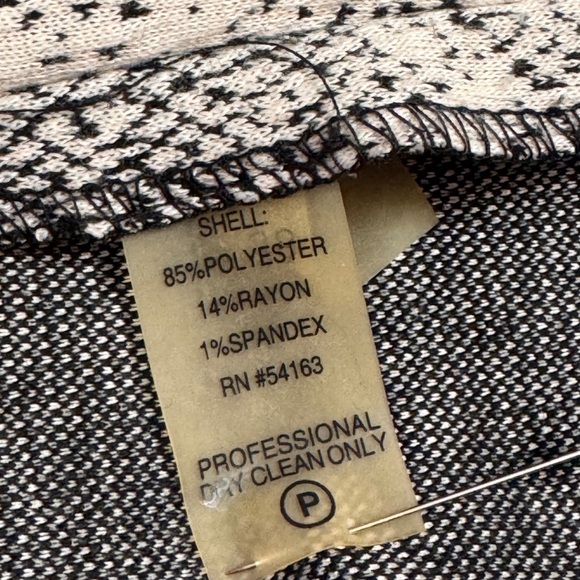 SHELL:
85%POLYESTER
14%RAYON
1%SPANDEX
RN #54163
PROFESSIONAL
DRY CLEAN ONLY
P